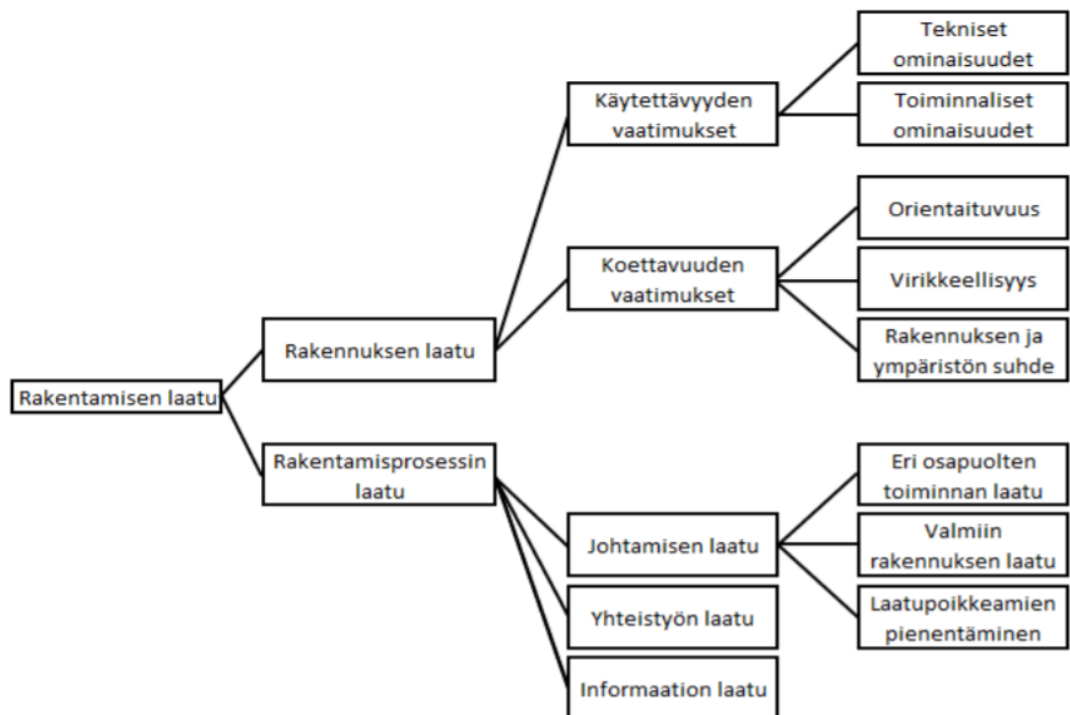 Tekniset
ominaisuudet
Käytettävyyden
vaatimukset
Toiminnaliset
ominaisuudet
Orientaituvuus
Koettavuuden
vaatimukset
Virikkeellisyys
Rakennuksen laatu
Rakennuksen ja
ympäristön suhde
Rakentamisen laatu
Rakentamisprosessin
laatu
Eri osapuolten
toiminnan laatu
Johtamisen laatu
Valmiin
rakennuksen laatu
Yhteistyön laatu
Laatupoikkeamien
pienentäminen
Informaation laatu